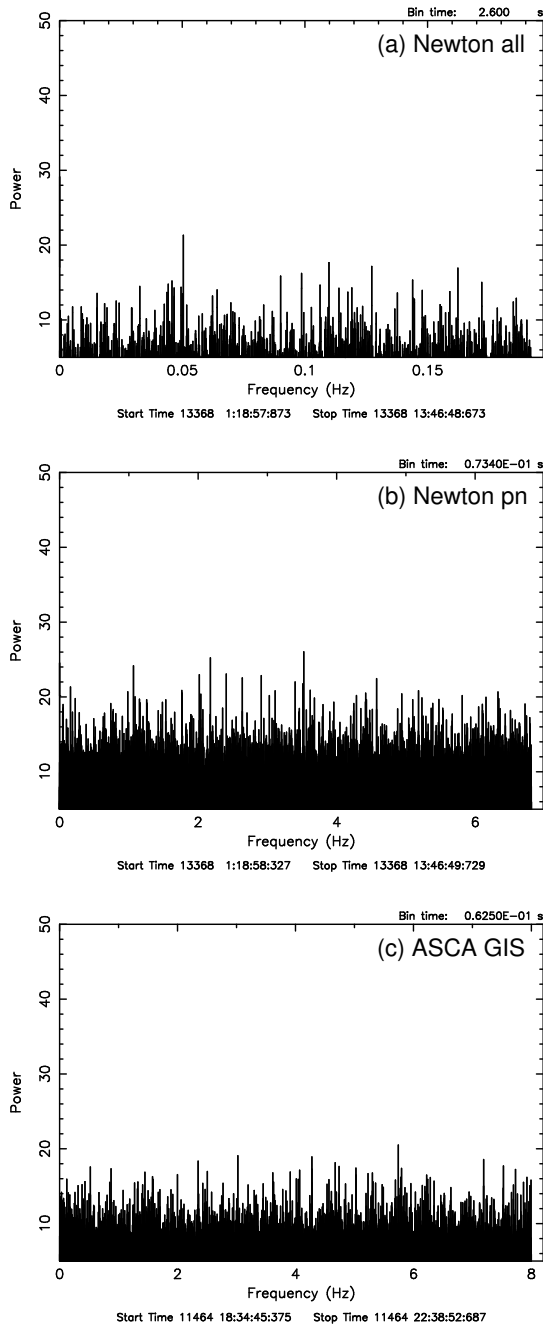 Bin time: 2.600 s
(a) Newton all
50
40
30
20
10
Power
0 0.05 0.1 0.15
Frequency (Hz)
Start Time 13368 1:18:57:873 Stop Time 13368 13:46:48:673
Bin time: 0.7340E-01 s
(b) Newton pn
50
40
30
20
10
Power
0 2 4 6
Frequency (Hz)
Start Time 13368 1:18:58:327 Stop Time 13368 13:46:49:729
Bin time: 0.6250E-01 s
(c) ASCA GIS
50
40
30
20
10
Power
0 2 4 6 8
Frequency (Hz)
Start Time 11464 18:34:45:375 Stop Time 11464 22:38:52:687